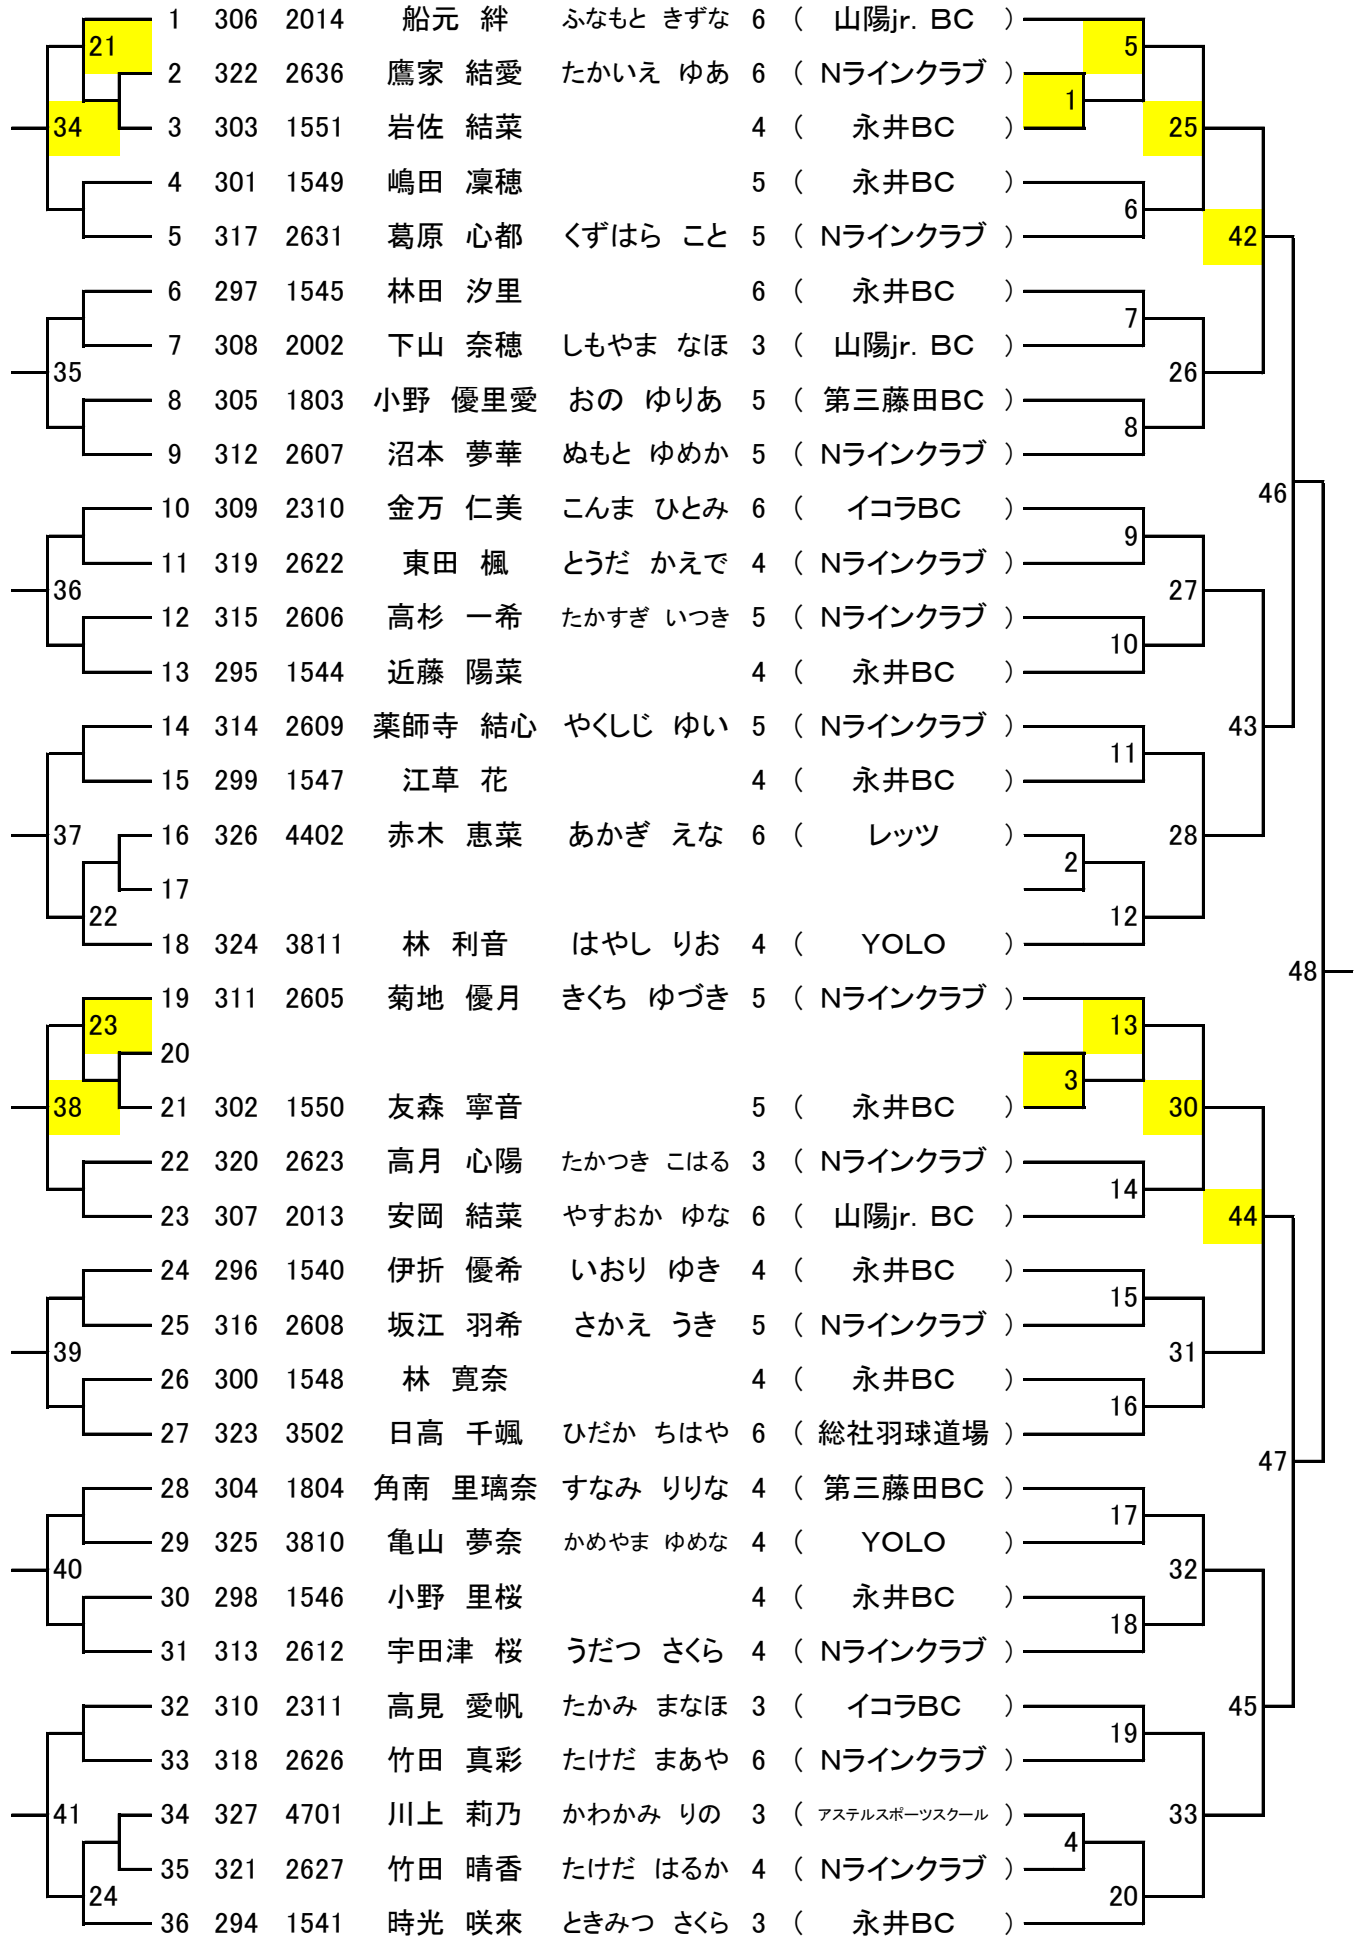 1 306 2014 船元 絆 ふなもと きずな 6 ( 山陽jr. BC )
21 5
2 322 2636 鷹家 結愛 たかいえ ゆあ 6 ( Nラインクラブ )
1
34 3 303 1551 岩佐 結菜 4 ( 永井BC ) 25
4 301 1549 嶋田 凜穂 5 ( 永井BC )
6
5 317 2631 葛原 心都 くずはら こと 5 ( Nラインクラブ ) 42
6 297 1545 林田 汐里 6 ( 永井BC )
7
7 308 2002 下山 奈穂 しもやま なほ 3 ( 山陽jr. BC )
35 26
8 305 1803 小野 優里愛 おの ゆりあ 5 ( 第三藤田BC )
8
9 312 2607 沼本 夢華 ぬもと ゆめか 5 ( Nラインクラブ )
46
10 309 2310 金万 仁美 こんま ひとみ 6 ( イコラBC )
9
11 319 2622 東田 楓 とうだ かえで 4 ( Nラインクラブ )
36 27
12 315 2606 高杉 一希 たかすぎ いつき 5 ( Nラインクラブ )
10
13 295 1544 近藤 陽菜 4 ( 永井BC )
14 314 2609 薬師寺 結心 やくしじ ゆい 5 ( Nラインクラブ ) 43
11
15 299 1547 江草 花 4 ( 永井BC )
37 16 326 4402 赤木 恵菜 あかぎ えな 6 ( レッツ ) 28
2
17
22 12
18 324 3811 林 利音 はやし りお 4 ( YOLO )
48
19 311 2605 菊地 優月 きくち ゆづき 5 ( Nラインクラブ )
23 13
20
3
38 21 302 1550 友森 寧音 5 ( 永井BC ) 30
22 320 2623 高月 心陽 たかつき こはる 3 ( Nラインクラブ )
14
23 307 2013 安岡 結菜 やすおか ゆな 6 ( 山陽jr. BC ) 44
24 296 1540 伊折 優希 いおり ゆき 4 ( 永井BC )
15
25 316 2608 坂江 羽希 さかえ うき 5 ( Nラインクラブ )
39 31
26 300 1548 林 寛奈 4 ( 永井BC )
16
27 323 3502 日高 千颯 ひだか ちはや 6 ( 総社羽球道場 )
47
28 304 1804 角南 里璃奈 すなみ りりな 4 ( 第三藤田BC )
17
29 325 3810 亀山 夢奈 かめやま ゆめな 4 ( YOLO )
40 32
30 298 1546 小野 里桜 4 ( 永井BC )
18
31 313 2612 宇田津 桜 うだつ さくら 4 ( Nラインクラブ )
32 310 2311 高見 愛帆 たかみ まなほ 3 ( イコラBC ) 45
19
33 318 2626 竹田 真彩 たけだ まあや 6 ( Nラインクラブ )
41 34 327 4701 川上 莉乃 かわかみ りの 3 ( アステルスポーツスクール ) 33
4
35 321 2627 竹田 晴香 たけだ はるか 4 ( Nラインクラブ )
24 20
36 294 1541 時光 咲來 ときみつ さくら 3 ( 永井BC )